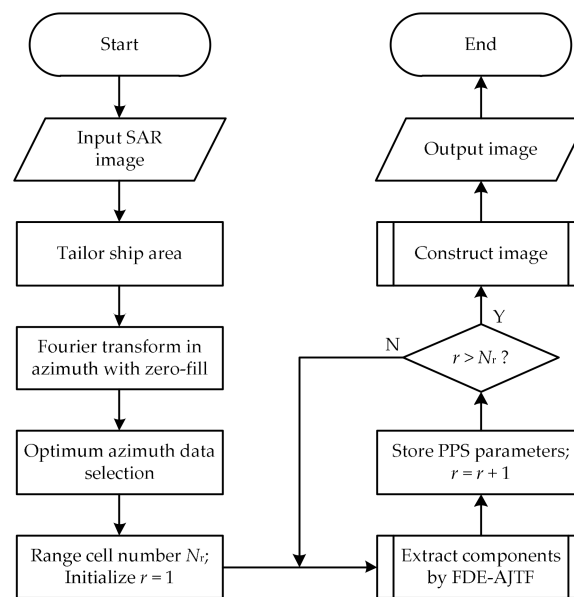 Start
Input SAR
image
Tailor ship area
Fourier transform in
azimuth with zero-fill
Optimum azimuth data
selection
Range cell number Nr;
Initialize r = 1
Extract components
by FDE-AJTF
Store PPS parameters;
r = r + 1
r > Nr ?
N
Y
Construct image
Output image
End